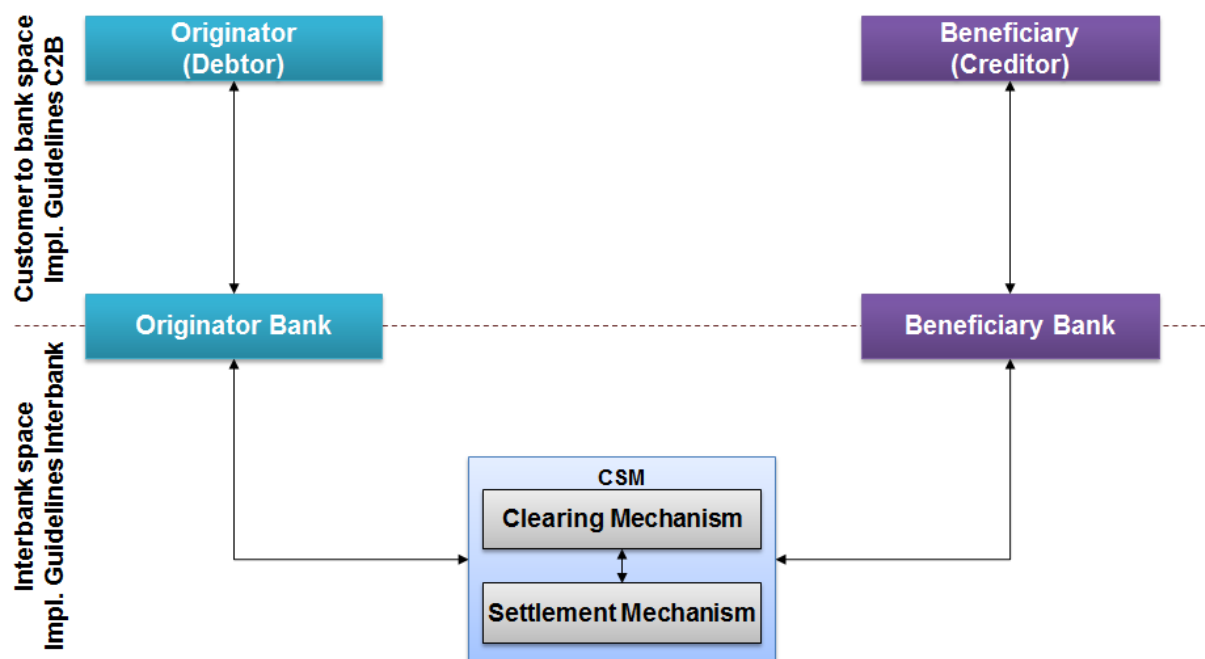 Customer to bank space
Impl. Guidelines C2B
Originator
(Debtor)
Beneficiary
(Creditor)
Originator Bank
Beneficiary Bank
Interbank space
Impl. Guidelines Interbank
CSM
Clearing Mechanism
Settlement Mechanism